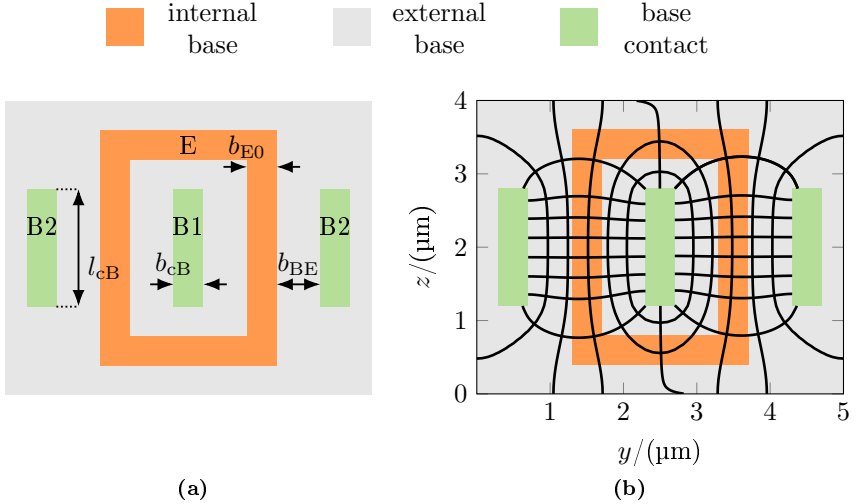 internal
base
external
base
base
contact
E
b_E0
B2
B1
B2
l_cB
b_cB
b_BE
(a)
4
3
2
1
0
z/(µm)
1
2
3
4
5
y/(µm)
(b)